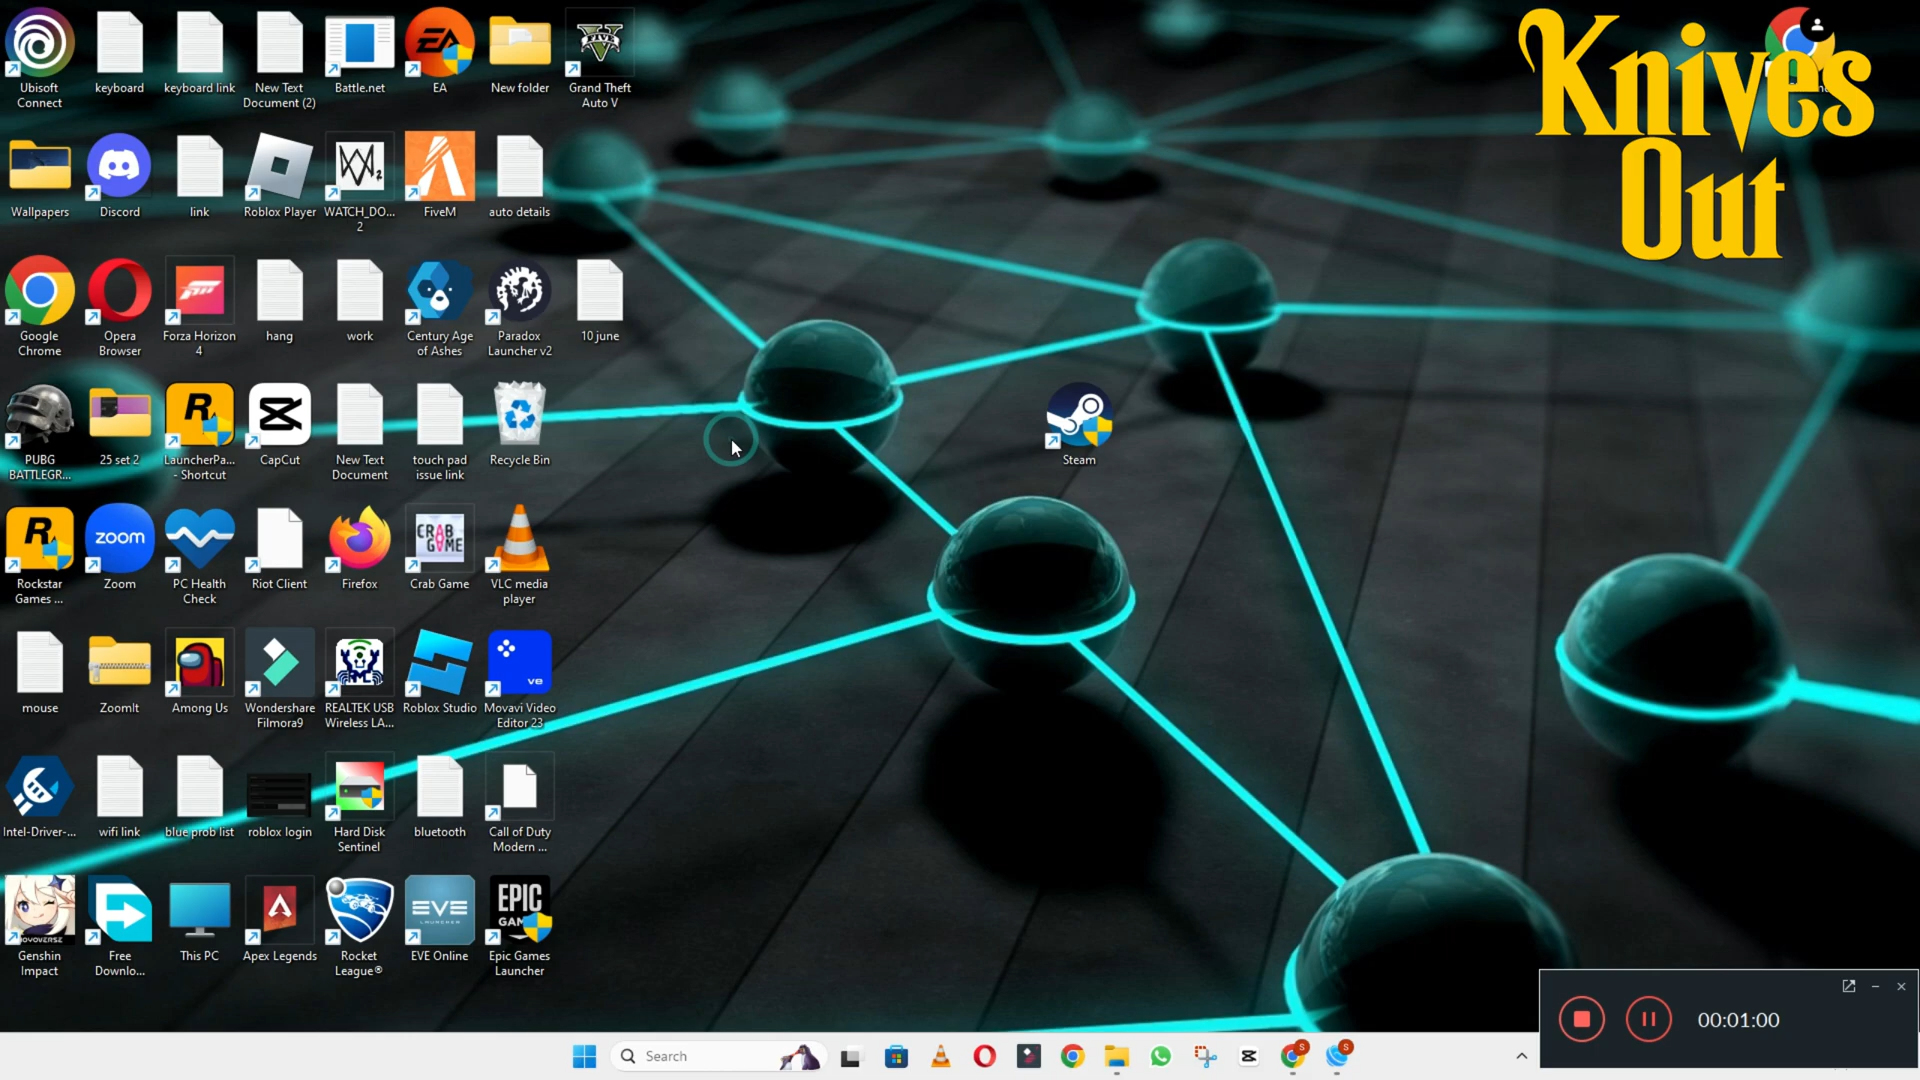 Knives
Out
Ubisoft
Connect
keyboard
keyboard link
New Text
Document (2)
Battle.net
EA
New folder
Grand Theft
Auto V
Wallpapers
Discord
link
Roblox Player
WATCH_DO...
2
FiveM
auto details
Google
Chrome
Opera
Browser
Forza Horizon
4
hang
work
Century Age
of Ashes
Paradox
Launcher v2
10 june
PUBG
BATTLEGR...
25 set 2
LauncherPa...
- Shortcut
CapCut
New Text
Document
touch pad
issue link
Recycle Bin
Steam
Rockstar
Games ...
zoom
Zoom
PC Health
Check
Riot Client
Firefox
CRAB
GAME
Crab Game
VLC media
player
mouse
ZoomIt
Among Us
Wondershare
Filmora9
REALTEK USB
Wireless LA...
Roblox Studio
ve
Movavi Video
Editor 23
Intel-Driver-...
wifi link
blue prob list
roblox login
Hard Disk
Sentinel
bluetooth
Call of Duty
Modern ...
Genshin
Impact
Free
Downlo...
This PC
Apex Legends
Rocket
League®
EVE
EVE Online
EPIC
Epic Games
Launcher
00:01:00
Search